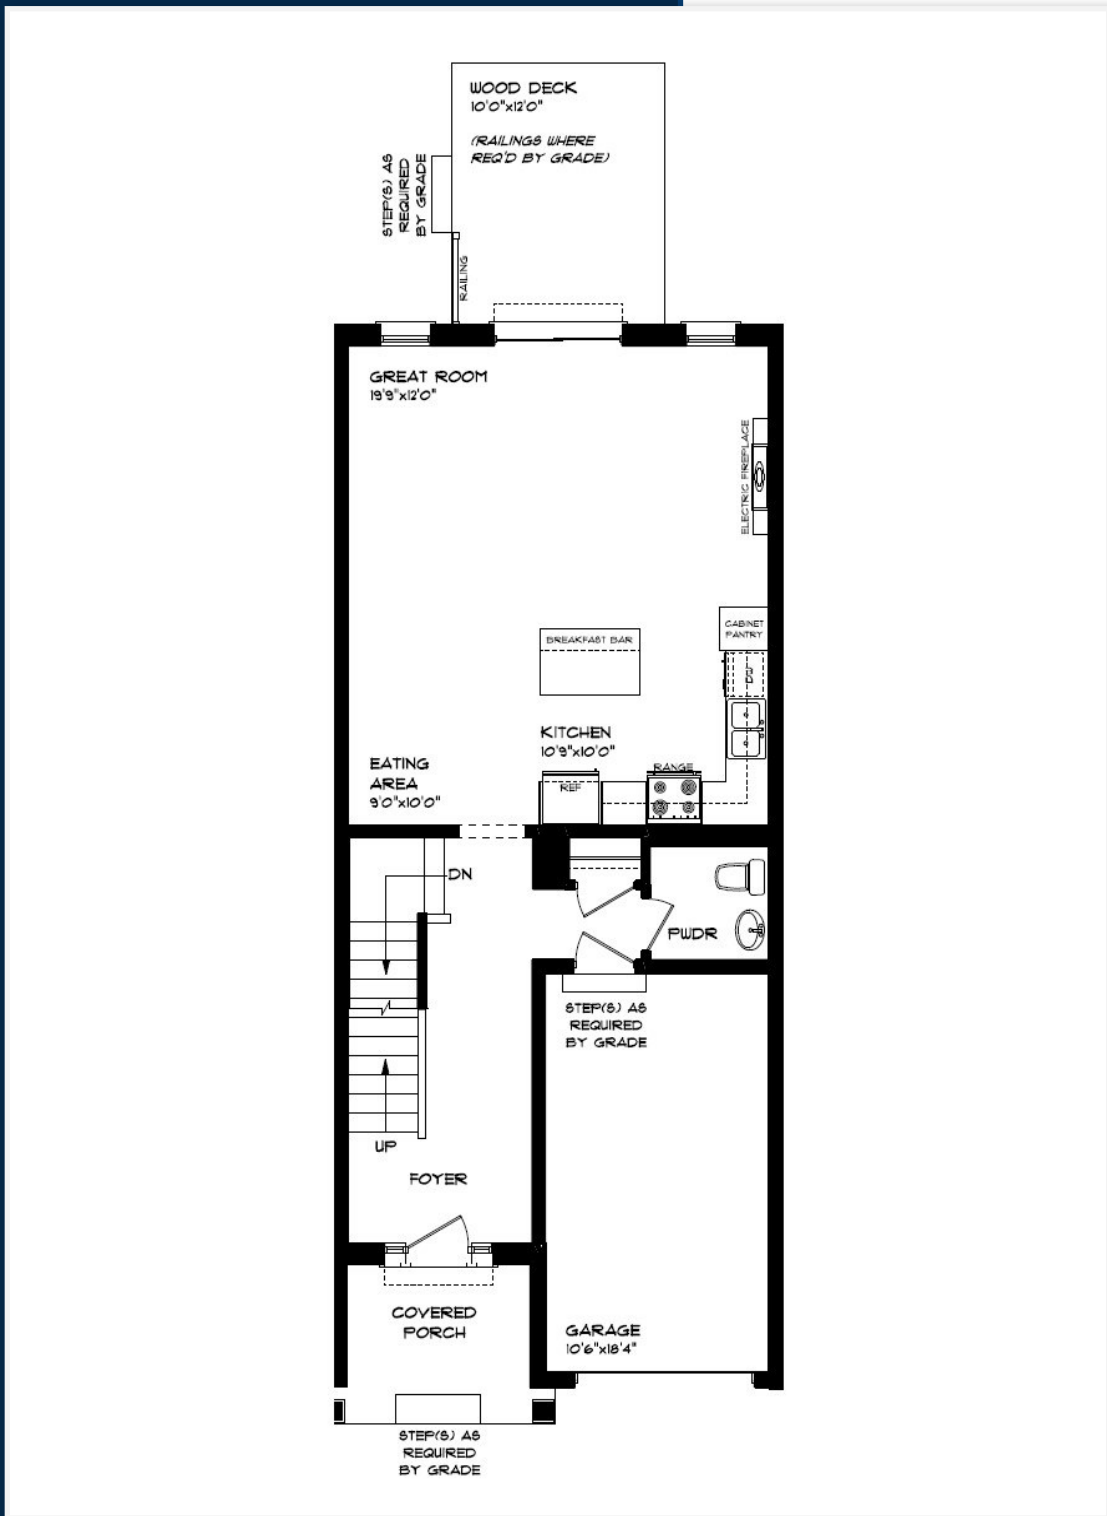 WOOD DECK
10'0"x12'0"
(RAILINGS WHERE
REQ'D BY GRADE)
STEP(S) AS
REQUIRED
BY GRADE
RAILING
GREAT ROOM
19'9"x12'0"
ELECTRIC FIREPLACE
CABINET
PANTRY
BREAKFAST BAR
DW
KITCHEN
10'9"x10'0"
EATING
AREA
9'0"x10'0"
RANGE
REF
DN
PWDR
STEP(S) AS
REQUIRED
BY GRADE
UP
FOYER
COVERED
PORCH
GARAGE
10'6"x18'4"
STEP(S) AS
REQUIRED
BY GRADE